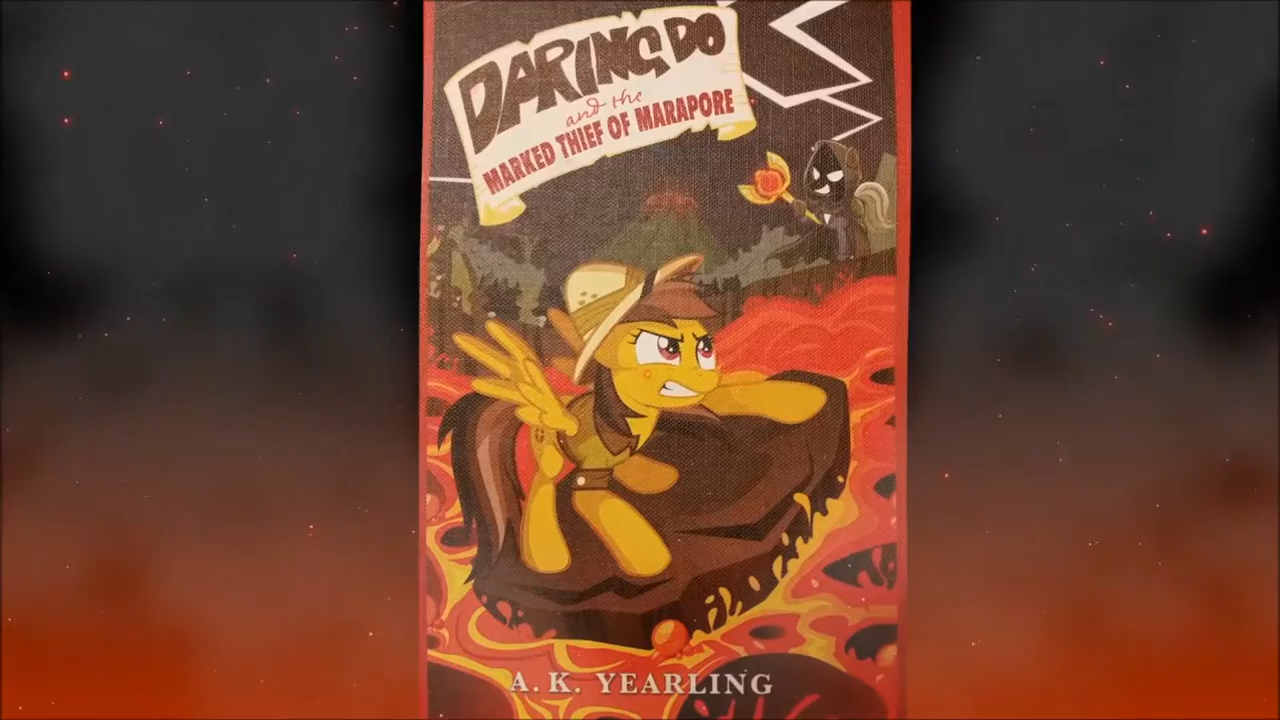 DARING DO
and the
MARKED THIEF OF MARAPORE
A. K. YEARLING